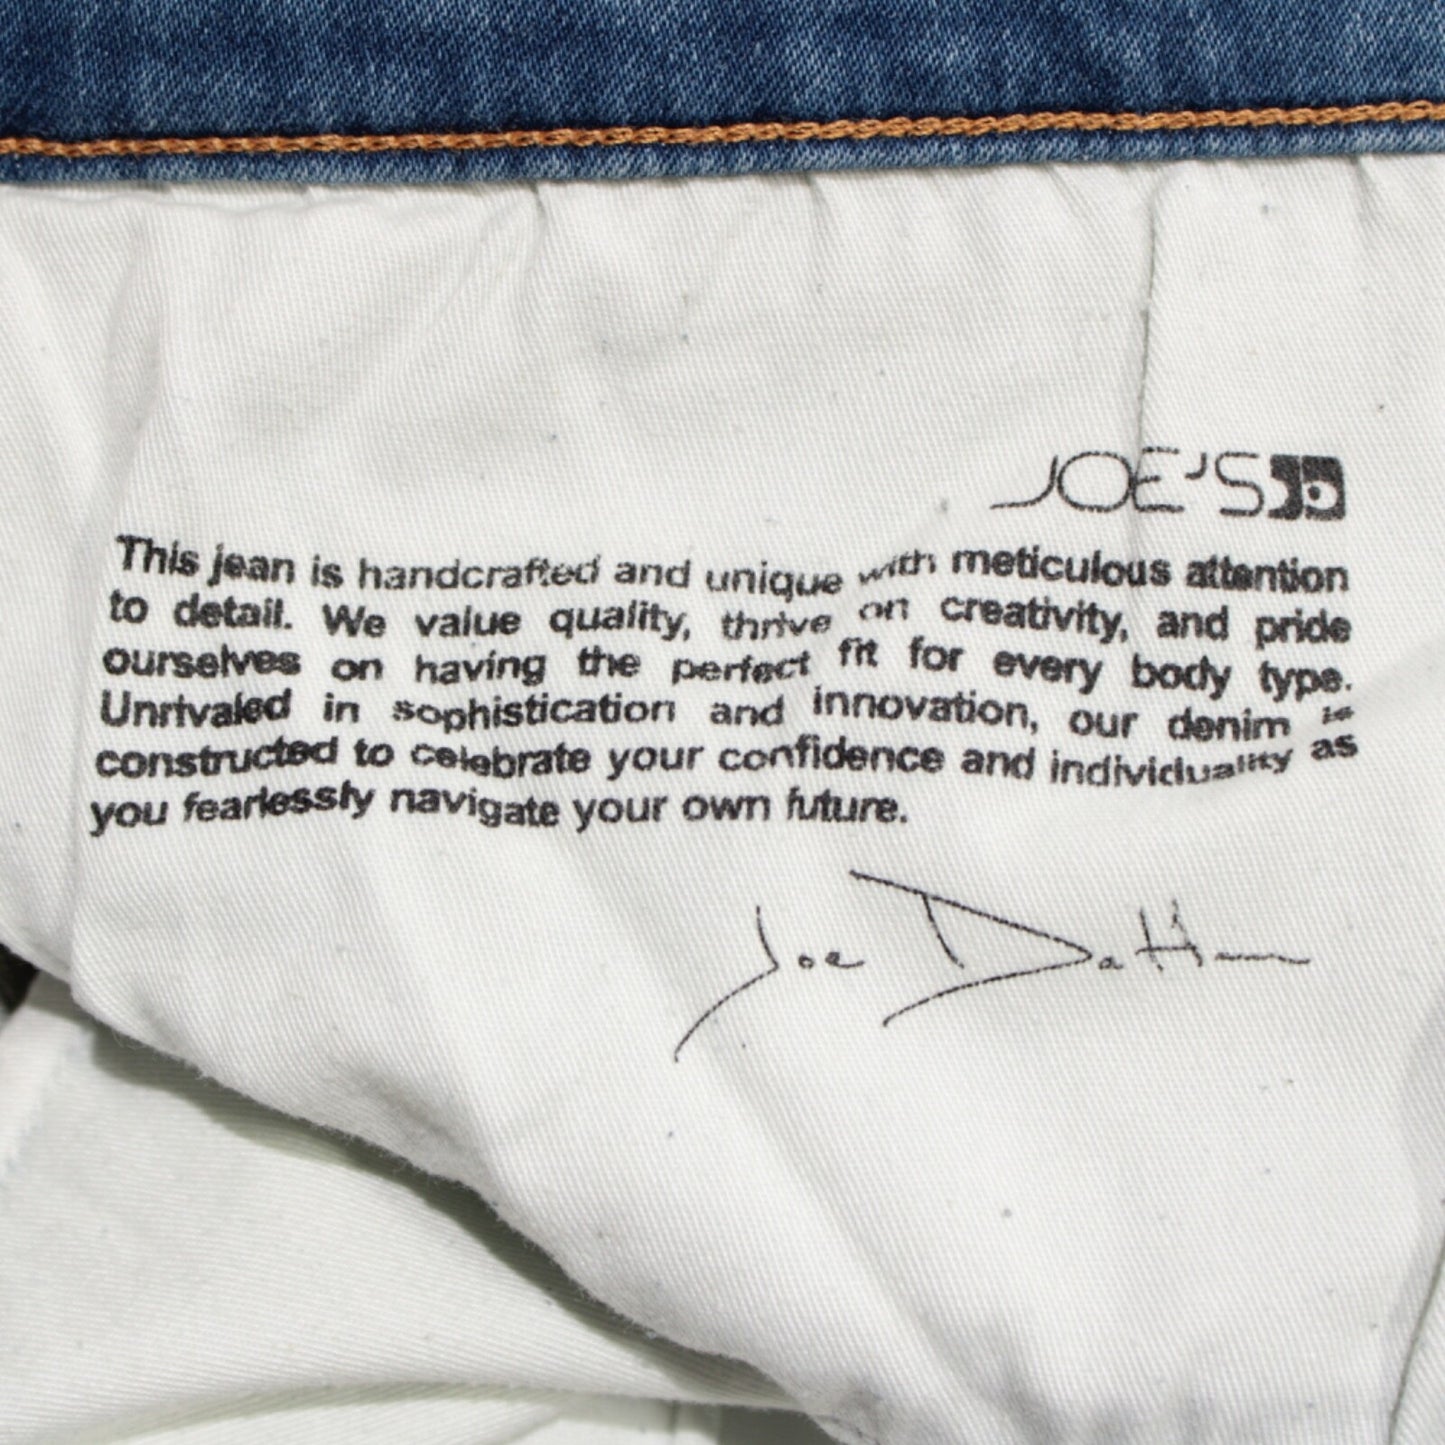 JOE'S
This jean is handcrafted and unique with meticulous attention
to detail. We value quality, thrive on creativity, and pride
ourselves on having the perfect fit for every body type.
Unrivaled in sophistication and innovation, our denim is
constructed to celebrate your confidence and individuality as
you fearlessly navigate your own future.
Joe Dahan